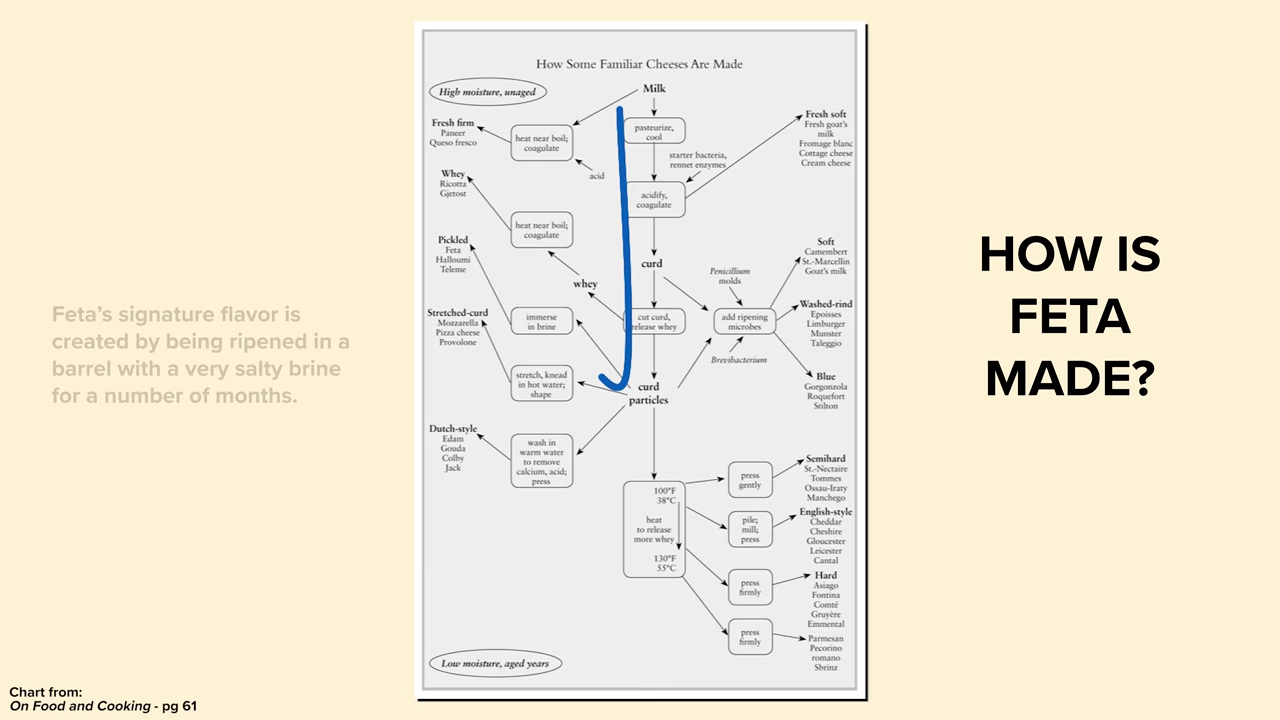 How Some Familiar Cheeses Are Made
High moisture, unaged
Milk
Fresh firm
Paneer
Queso fresco
heat near boil;
coagulate
acid
pasteurize,
cool
starter bacteria,
rennet enzymes
Fresh soft
Fresh goat's
milk
Fromage blanc
Cottage cheese
Cream cheese
acidify,
coagulate
Whey
Ricotta
Gjetost
heat near boil;
coagulate
whey
curd
Pickled
Feta
Halloumi
Teleme
immerse
in brine
cut curd,
release whey
Penicillium
molds
add ripening
microbes
Brevibacterium
Soft
Camembert
St.-Marcellin
Goat's milk
Washed-rind
Epoisses
Limburger
Munster
Taleggio
Blue
Gorgonzola
Roquefort
Stilton
Stretched-curd
Mozzarella
Pizza cheese
Provolone
stretch, knead
in hot water;
shape
curd
particles
Dutch-style
Edam
Gouda
Colby
Jack
wash in
warm water
to remove
calcium, acid;
press
100°F
38°C
heat
to release
more whey
130°F
55°C
press
gently
Semihard
St.-Nectaire
Tommes
Ossau-Iraty
Manchego
pile;
mill;
press
English-style
Cheddar
Cheshire
Gloucester
Leicester
Cantal
press
firmly
Hard
Asiago
Fontina
Comté
Gruyère
Emmental
press
firmly
Parmesan
Pecorino
romano
Sbrinz
Low moisture, aged years
Feta's signature flavor is
created by being ripened in a
barrel with a very salty brine
for a number of months.
HOW IS
FETA
MADE?
Chart from:
On Food and Cooking - pg 61